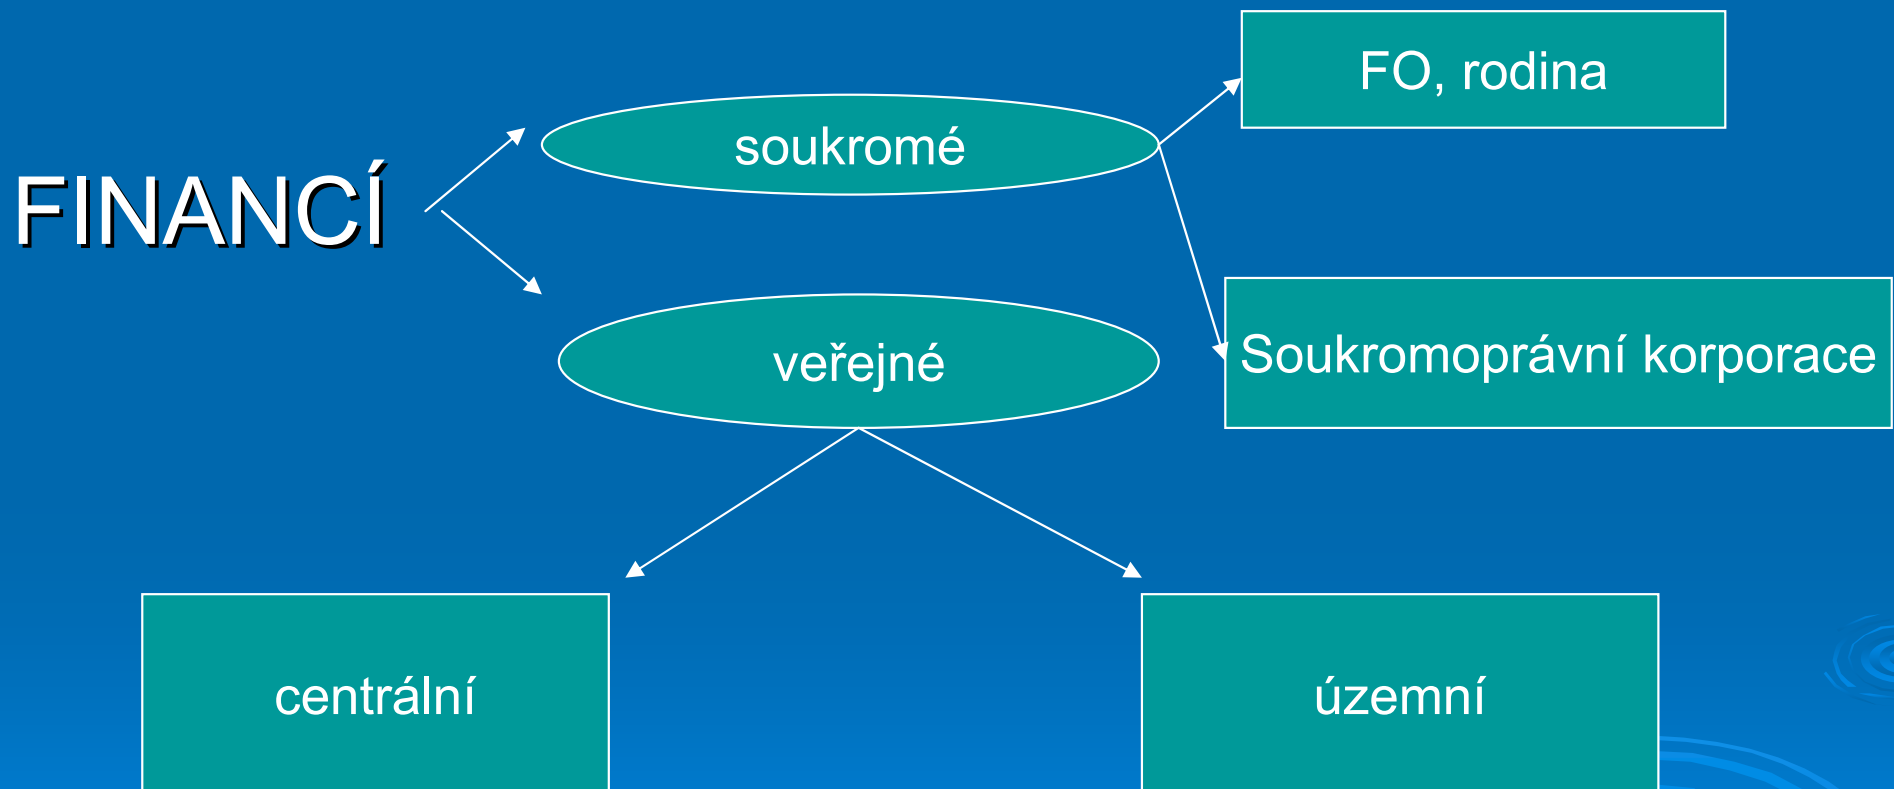 FO, rodina
soukromé
FINANCÍ
Soukromoprávní korporace
veřejné
centrální
územní